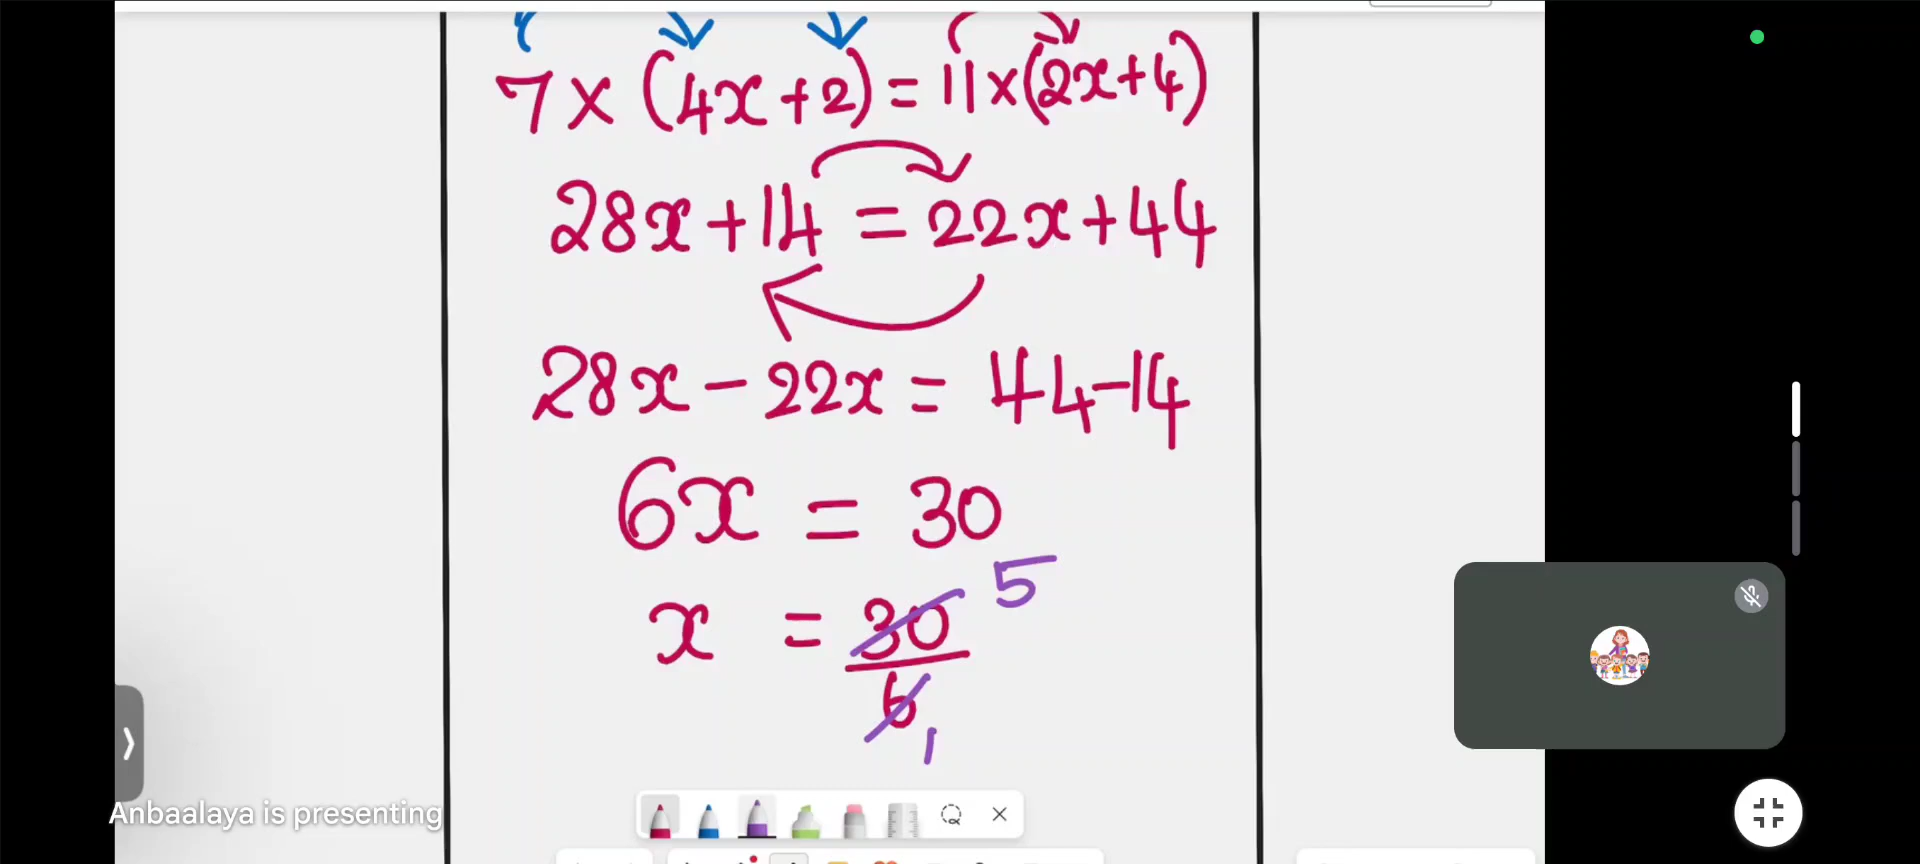 7 × (4x + 2) = 11 × (2x + 4)
28x + 14 = 22x + 44
28x − 22x = 44 − 14
6x = 30
x = 30/6 5 1
Anbaalaya is presenting